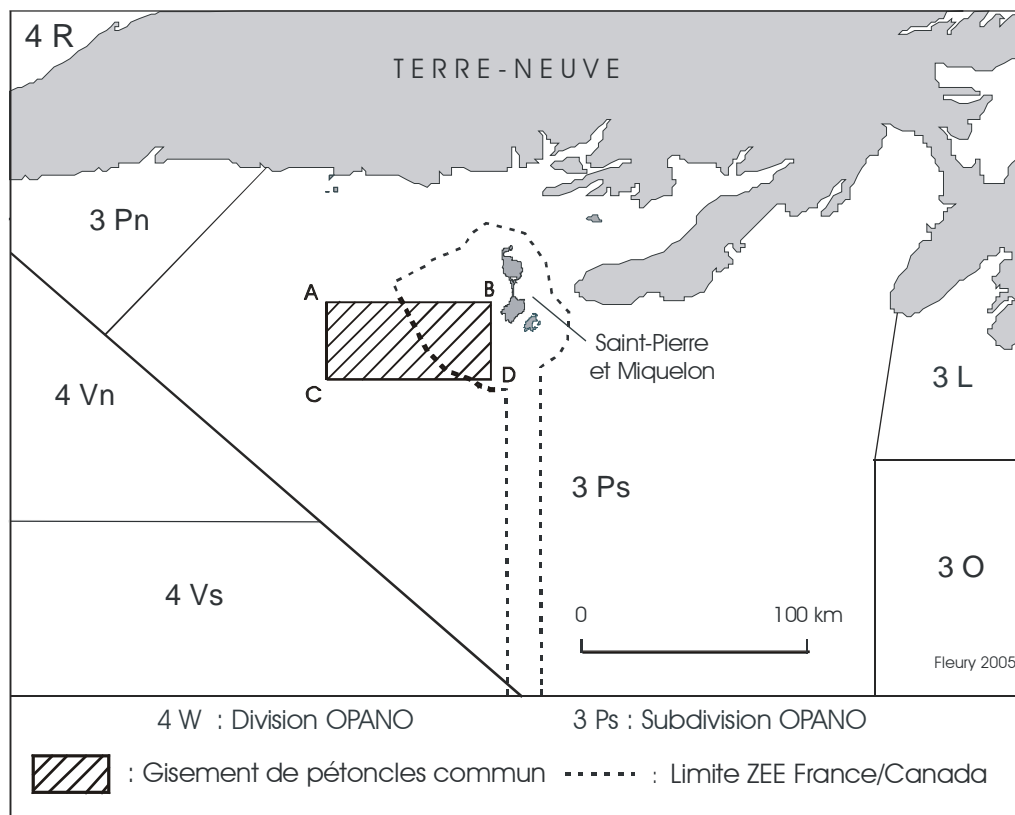 4 R
TERRE-NEUVE
3 Pn
A
B
Saint-Pierre
et Miquelon
C
D
4 Vn
3 L
3 Ps
4 Vs
3 O
0 100 km
Fleury 2005
4 W : Division OPANO 3 Ps : Subdivision OPANO
: Gisement de pétoncles commun : Limite ZEE France/Canada